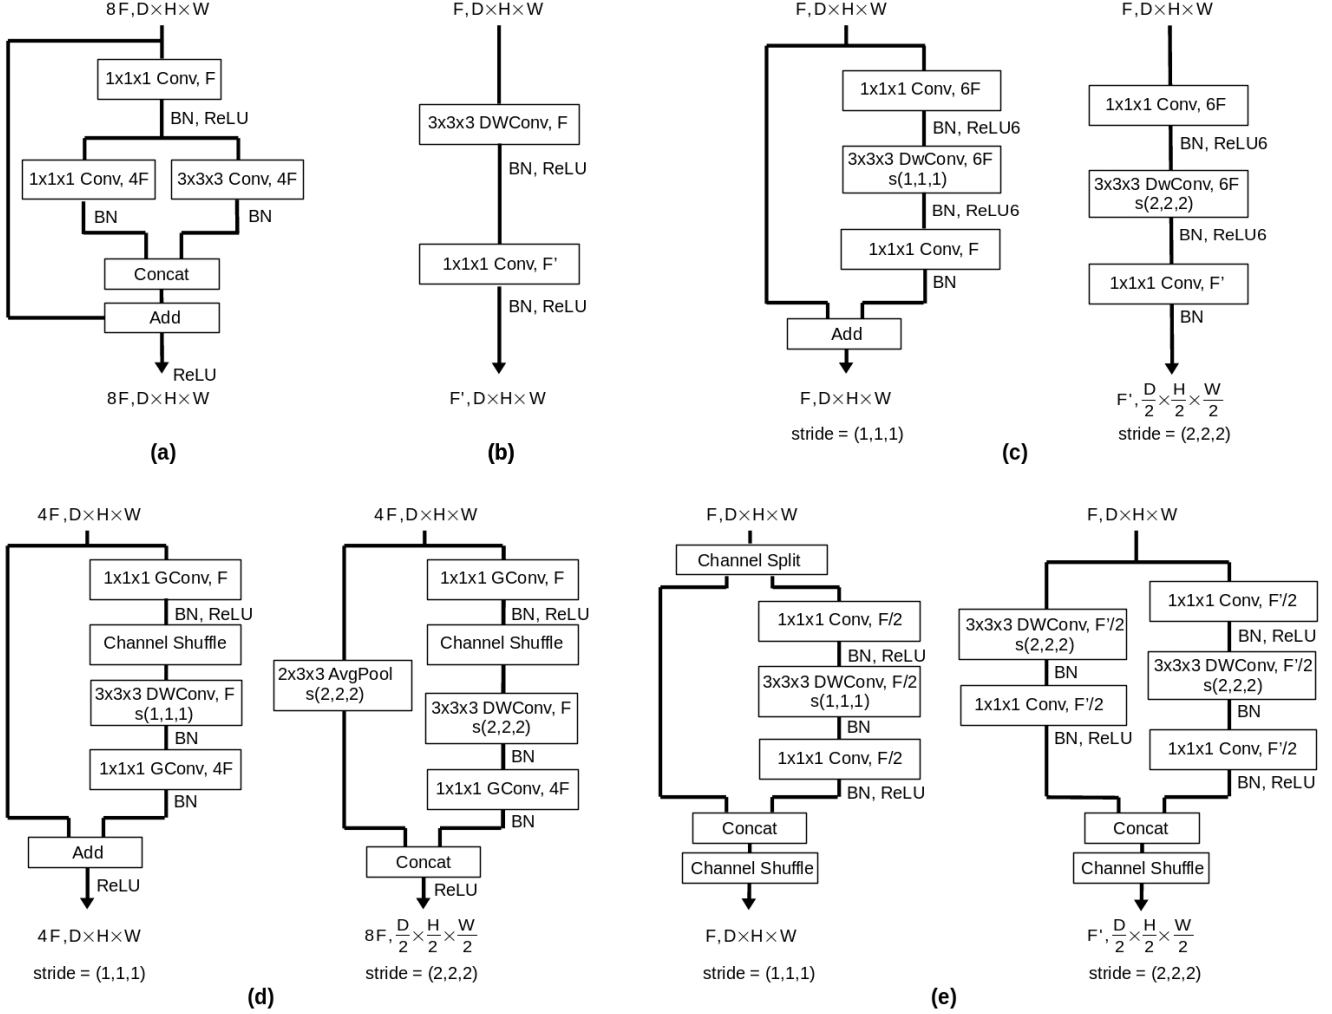 8F,D×H×W
1x1x1 Conv, F
BN, ReLU
1x1x1 Conv, 4F
3x3x3 Conv, 4F
BN
BN
Concat
Add
ReLU
8F,D×H×W
(a)
F,D×H×W
3x3x3 DWConv, F
BN, ReLU
1x1x1 Conv, F'
BN, ReLU
F',D×H×W
(b)
F,D×H×W
1x1x1 Conv, 6F
BN, ReLU6
3x3x3 DwConv, 6F
s(1,1,1)
BN, ReLU6
1x1x1 Conv, F
BN
Add
F,D×H×W
stride = (1,1,1)
F,D×H×W
1x1x1 Conv, 6F
BN, ReLU6
3x3x3 DwConv, 6F
s(2,2,2)
BN, ReLU6
1x1x1 Conv, F'
BN
F', D/2 × H/2 × W/2
stride = (2,2,2)
(c)
4F,D×H×W
1x1x1 GConv, F
BN, ReLU
Channel Shuffle
3x3x3 DWConv, F
s(1,1,1)
BN
1x1x1 GConv, 4F
BN
Add
ReLU
4F,D×H×W
stride = (1,1,1)
4F,D×H×W
1x1x1 GConv, F
BN, ReLU
Channel Shuffle
2x3x3 AvgPool
s(2,2,2)
3x3x3 DWConv, F
s(2,2,2)
BN
1x1x1 GConv, 4F
BN
Concat
ReLU
8F, D/2 × H/2 × W/2
stride = (2,2,2)
(d)
F,D×H×W
Channel Split
1x1x1 Conv, F/2
BN, ReLU
3x3x3 DWConv, F/2
s(1,1,1)
BN
1x1x1 Conv, F/2
BN, ReLU
Concat
Channel Shuffle
F,D×H×W
stride = (1,1,1)
F,D×H×W
3x3x3 DWConv, F'/2
s(2,2,2)
BN
1x1x1 Conv, F'/2
BN, ReLU
1x1x1 Conv, F'/2
BN, ReLU
3x3x3 DWConv, F'/2
s(2,2,2)
BN
1x1x1 Conv, F'/2
BN, ReLU
Concat
Channel Shuffle
F', D/2 × H/2 × W/2
stride = (2,2,2)
(e)